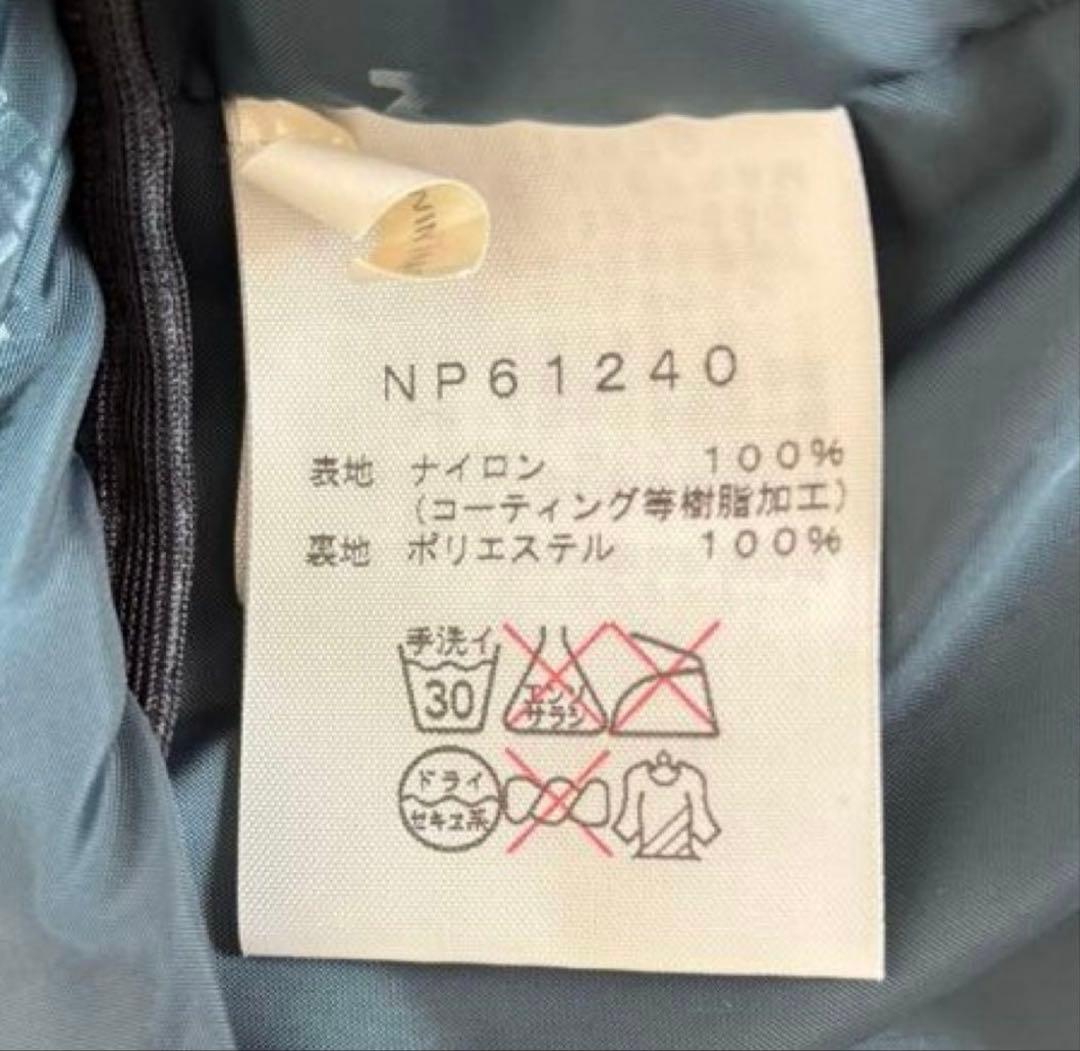 NP61240
表地 ナイロン 100%
(コーティング等樹脂加工)
裏地 ポリエステル 100%
手洗イ
30
エンソ
サラシ
ドライ
セキユ系